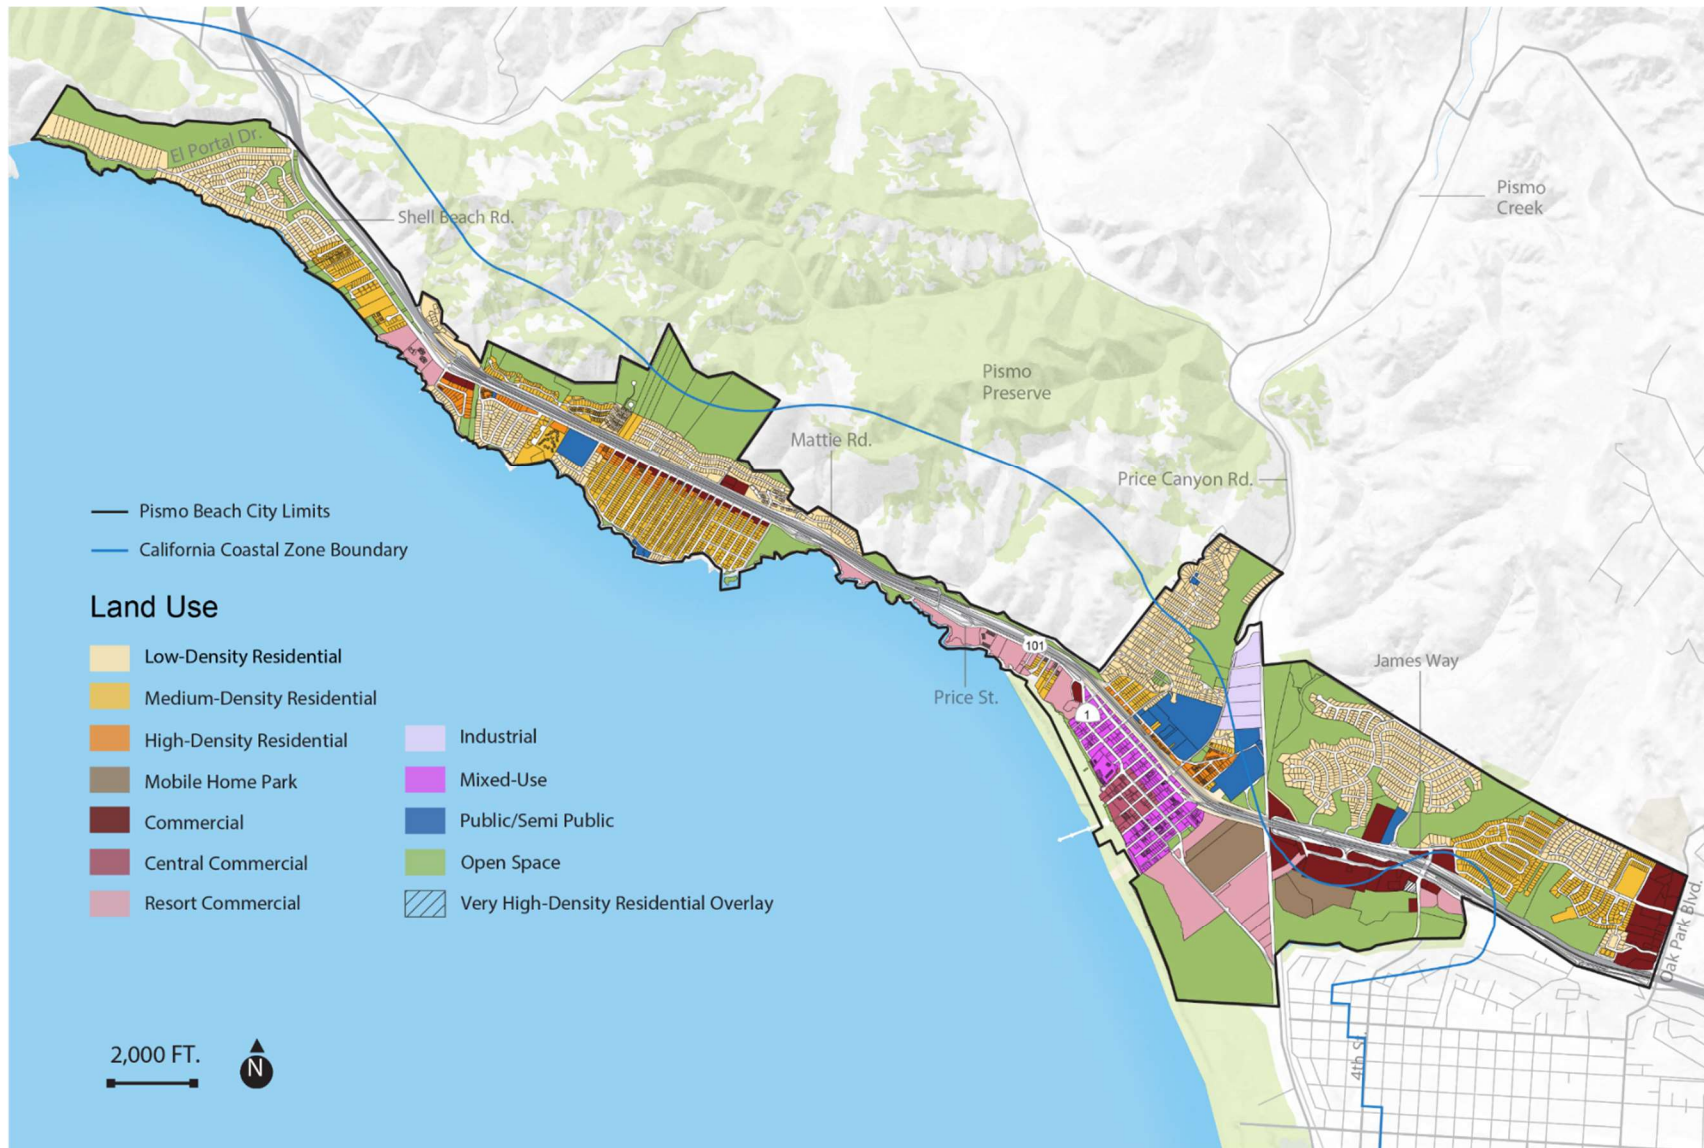 El Portal Dr.
Shell Beach Rd.
Pismo
Creek
Pismo
Preserve
Mattie Rd.
Price Canyon Rd.
Pismo Beach City Limits
California Coastal Zone Boundary
Land Use
Low-Density Residential
Medium-Density Residential
High-Density Residential
Mobile Home Park
Commercial
Central Commercial
Resort Commercial
Industrial
Mixed-Use
Public/Semi Public
Open Space
Very High-Density Residential Overlay
101
James Way
Price St.
1
Oak Park Blvd.
4th St.
2,000 FT.
N